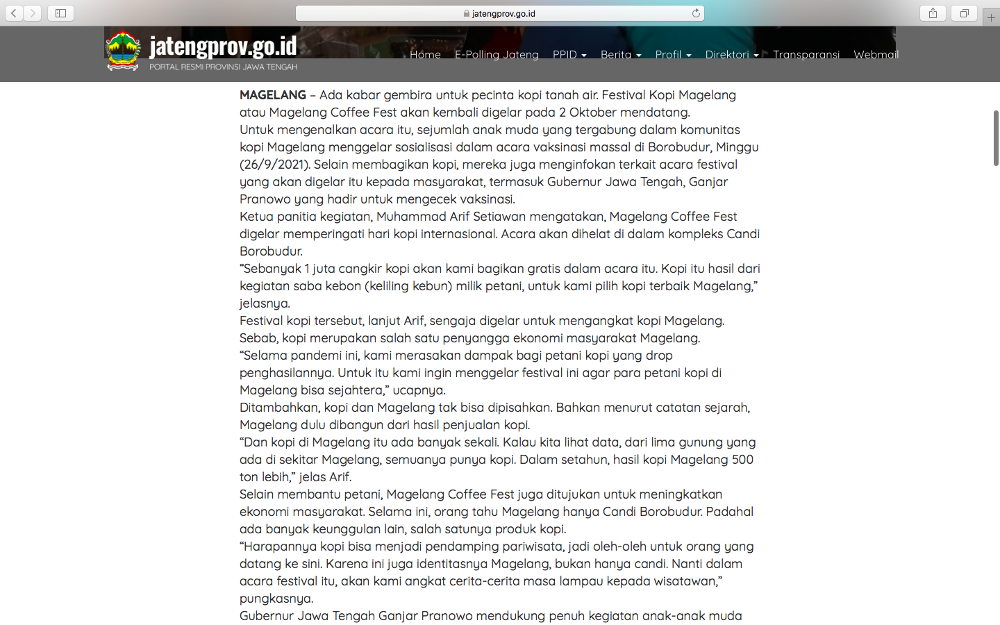 jatengprov.go.id
jatengprov.go.id
PORTAL RESMI PROVINSI JAWA TENGAH
Home E-Polling Jateng PPID Berita Profil Direktori Transparansi Webmail
MAGELANG – Ada kabar gembira untuk pecinta kopi tanah air. Festival Kopi Magelang
atau Magelang Coffee Fest akan kembali digelar pada 2 Oktober mendatang.
Untuk mengenalkan acara itu, sejumlah anak muda yang tergabung dalam komunitas
kopi Magelang menggelar sosialisasi dalam acara vaksinasi massal di Borobudur, Minggu
(26/9/2021). Selain membagikan kopi, mereka juga menginfokan terkait acara festival
yang akan digelar itu kepada masyarakat, termasuk Gubernur Jawa Tengah, Ganjar
Pranowo yang hadir untuk mengecek vaksinasi.
Ketua panitia kegiatan, Muhammad Arif Setiawan mengatakan, Magelang Coffee Fest
digelar memperingati hari kopi internasional. Acara akan dihelat di dalam kompleks Candi
Borobudur.
“Sebanyak 1 juta cangkir kopi akan kami bagikan gratis dalam acara itu. Kopi itu hasil dari
kegiatan saba kebon (keliling kebun) milik petani, untuk kami pilih kopi terbaik Magelang,”
jelasnya.
Festival kopi tersebut, lanjut Arif, sengaja digelar untuk mengangkat kopi Magelang.
Sebab, kopi merupakan salah satu penyangga ekonomi masyarakat Magelang.
“Selama pandemi ini, kami merasakan dampak bagi petani kopi yang drop
penghasilannya. Untuk itu kami ingin menggelar festival ini agar para petani kopi di
Magelang bisa sejahtera,” ucapnya.
Ditambahkan, kopi dan Magelang tak bisa dipisahkan. Bahkan menurut catatan sejarah,
Magelang dulu dibangun dari hasil penjualan kopi.
“Dan kopi di Magelang itu ada banyak sekali. Kalau kita lihat data, dari lima gunung yang
ada di sekitar Magelang, semuanya punya kopi. Dalam setahun, hasil kopi Magelang 500
ton lebih,” jelas Arif.
Selain membantu petani, Magelang Coffee Fest juga ditujukan untuk meningkatkan
ekonomi masyarakat. Selama ini, orang tahu Magelang hanya Candi Borobudur. Padahal
ada banyak keunggulan lain, salah satunya produk kopi.
“Harapannya kopi bisa menjadi pendamping pariwisata, jadi oleh-oleh untuk orang yang
datang ke sini. Karena ini juga identitasnya Magelang, bukan hanya candi. Nanti dalam
acara festival itu, akan kami angkat cerita-cerita masa lampau kepada wisatawan,”
pungkasnya.
Gubernur Jawa Tengah Ganjar Pranowo mendukung penuh kegiatan anak-anak muda